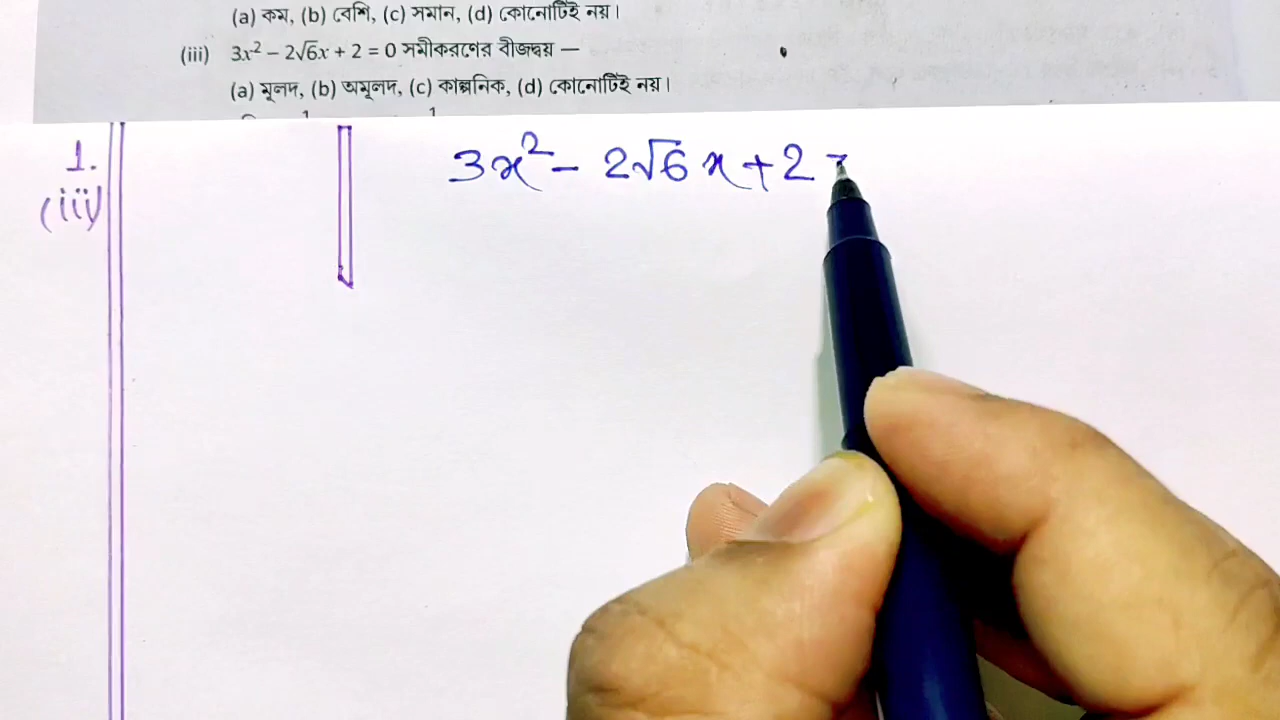 (a) কম, (b) বেশি, (c) সমান, (d) কোনোটিই নয়।
(iii) 3x² – 2√6x + 2 = 0 সমীকরণের বীজদ্বয় —
(a) মূলদ, (b) অমূলদ, (c) কাল্পনিক, (d) কোনোটিই নয়।
1.
(iii)
3x² – 2√6 x + 2